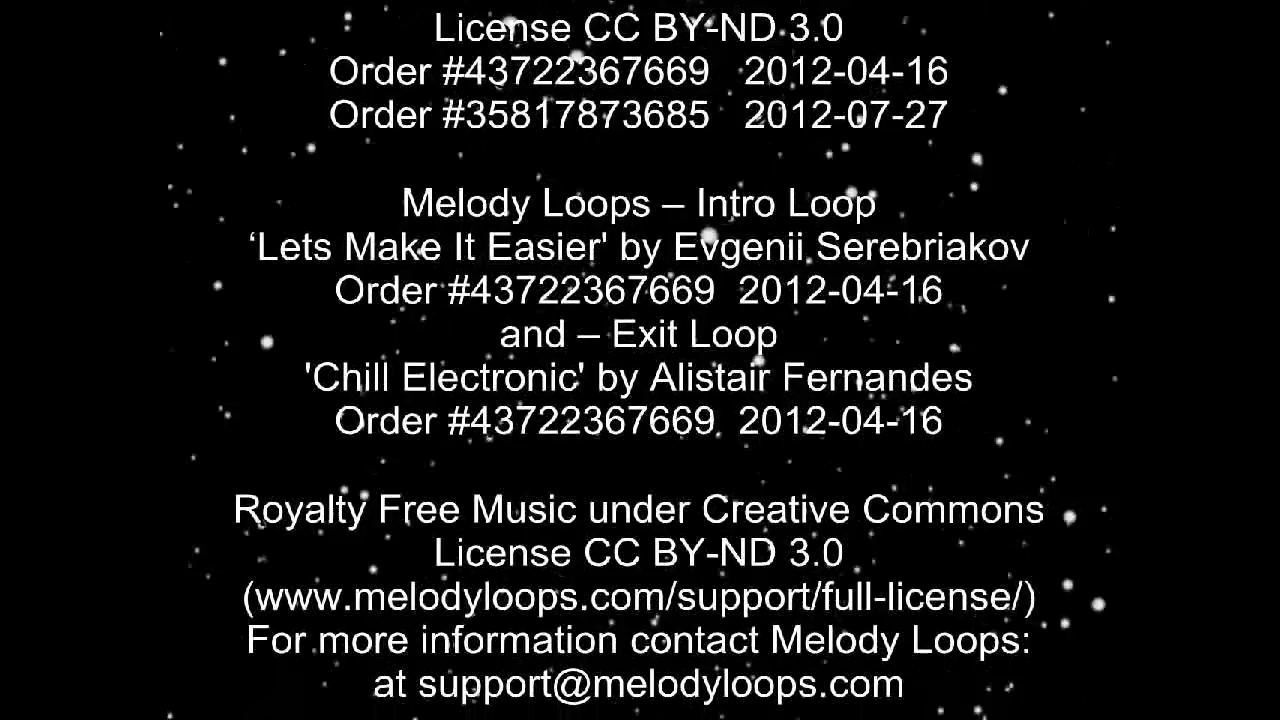 License CC BY-ND 3.0
Order #43722367669 2012-04-16
Order #35817873685 2012-07-27
Melody Loops – Intro Loop
‘Lets Make It Easier' by Evgenii Serebriakov
Order #43722367669 2012-04-16
and – Exit Loop
'Chill Electronic' by Alistair Fernandes
Order #43722367669 2012-04-16
Royalty Free Music under Creative Commons
License CC BY-ND 3.0
(www.melodyloops.com/support/full-license/)
For more information contact Melody Loops:
at support@melodyloops.com